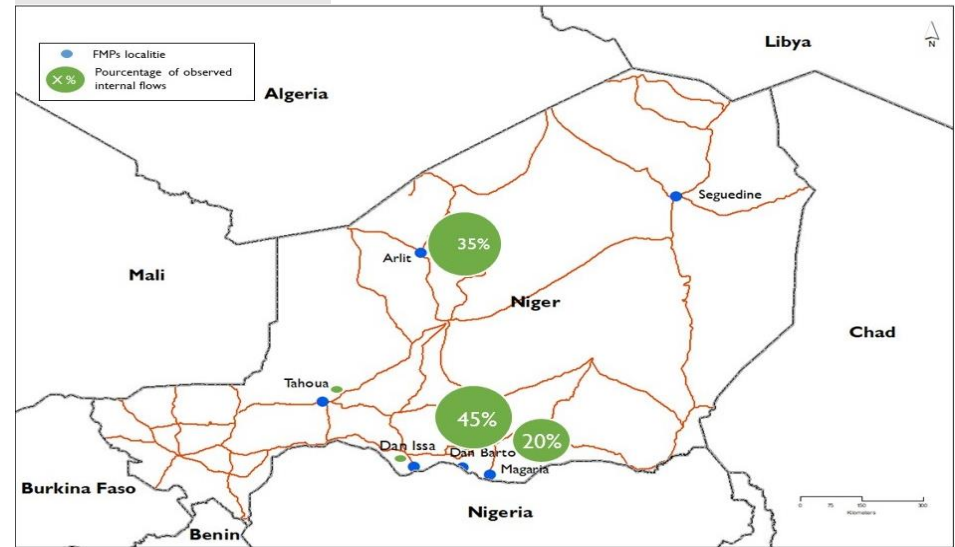 FMPs localitie
X % Pourcentage of observed
internal flows
Libya
N
Algeria
Seguedine
35%
Arlit
Mali
Niger
Chad
Tahoua
45%
20%
Dan Issa
Dan Barto
Magaria
Burkina Faso
Nigeria
Benin
0 75 150 300
Kilometers